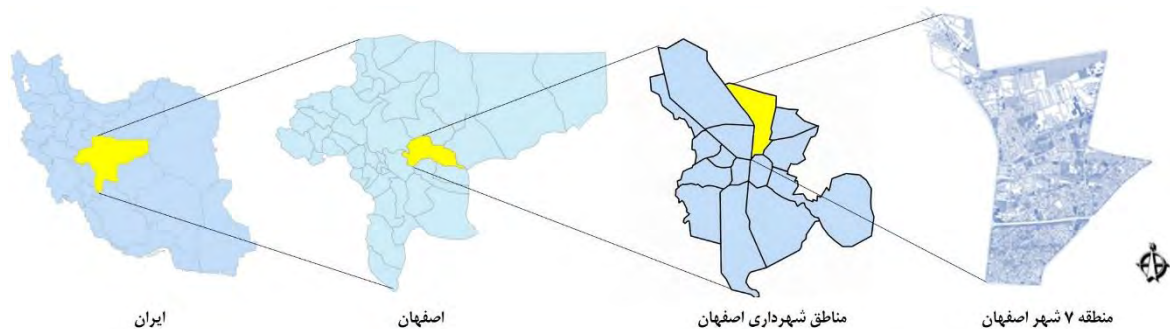 منطقه ۷ شهر اصفهان
مناطق شهرداری اصفهان
اصفهان
ایران